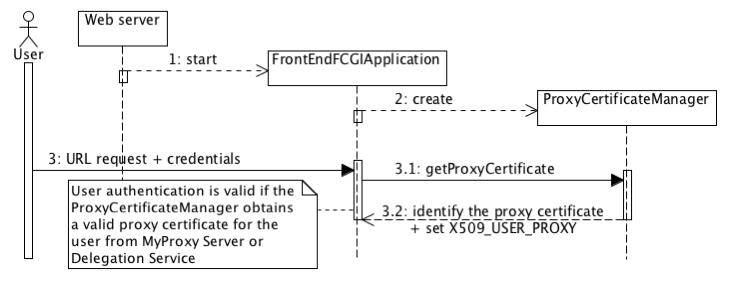 Web server
User
1: start
FrontEndFCGIApplication
2: create
ProxyCertificateManager
3: URL request + credentials
3.1: getProxyCertificate
User authentication is valid if the
ProxyCertificateManager obtains
a valid proxy certificate for the
user from MyProxy Server or
Delegation Service
3.2: identify the proxy certificate
+ set X509_USER_PROXY